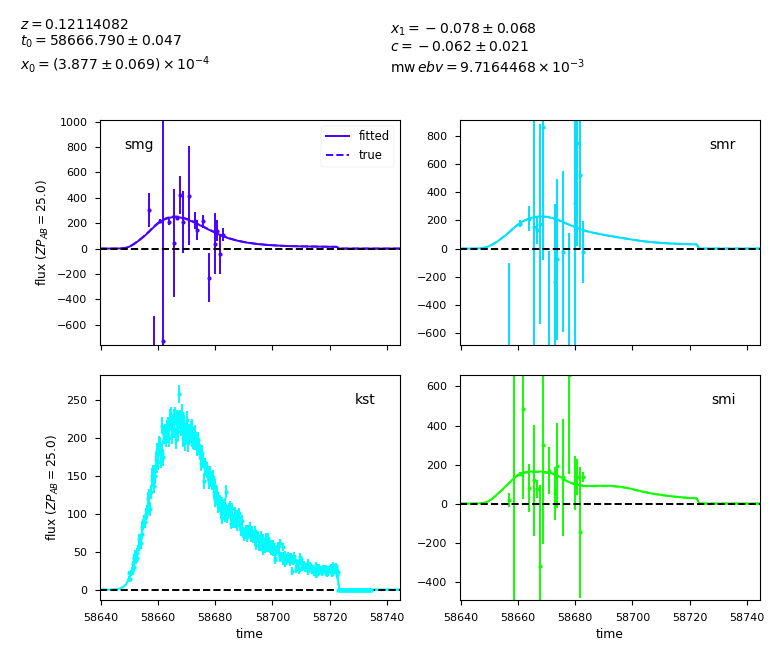 z = 0.12114082
t₀ = 58666.790 ± 0.047
x₀ = (3.877 ± 0.069) × 10⁻⁴
x₁ = −0.078 ± 0.068
c = −0.062 ± 0.021
mw ebv = 9.7164468 × 10⁻³
1000
800
600
400
200
0
−200
−400
−600
flux (ZP_AB = 25.0)
smg
fitted
true
800
600
400
200
0
−200
−400
−600
smr
250
200
150
100
50
0
flux (ZP_AB = 25.0)
kst
58640 58660 58680 58700 58720 58740
time
600
400
200
0
−200
−400
smi
58640 58660 58680 58700 58720 58740
time